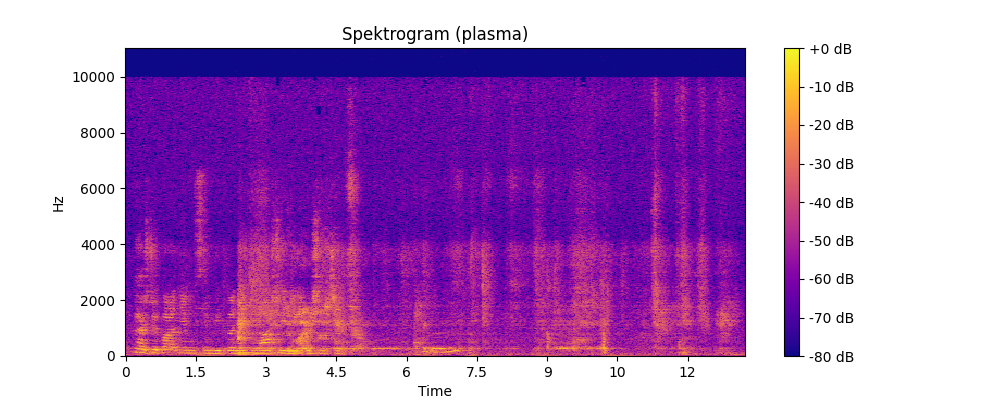 Spektrogram (plasma)
Hz
10000
8000
6000
4000
2000
0
0 1.5 3 4.5 6 7.5 9 10 12
Time
+0 dB
-10 dB
-20 dB
-30 dB
-40 dB
-50 dB
-60 dB
-70 dB
-80 dB